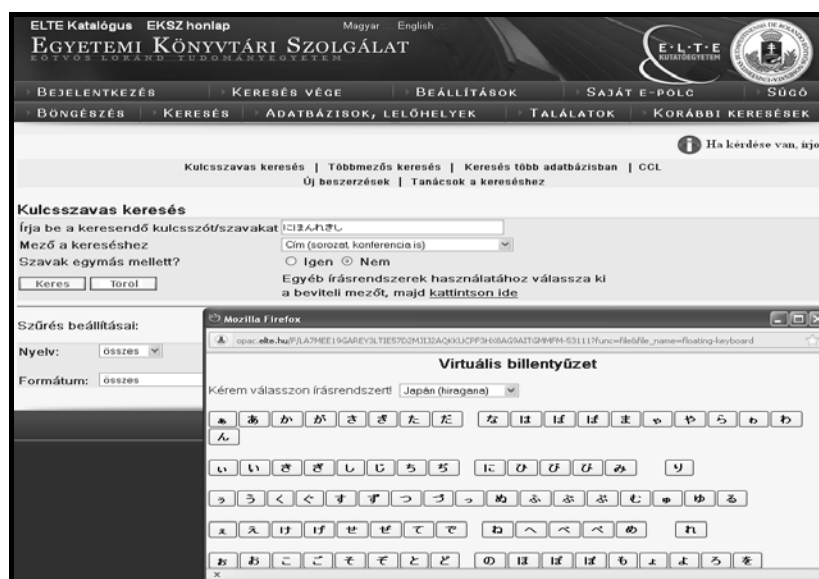 ELTE Katalógus EKSZ honlap Magyar ... English ...
EGYETEMI KÖNYVTÁRI SZOLGÁLAT
EÖTVÖS LORÁND TUDOMÁNYEGYETEM
E·L·T·E
KUTATÓEGYETEM
BEJELENTKEZÉS KERESÉS VÉGE BEÁLLÍTÁSOK SAJÁT E-POLC SÚGÓ
BÖNGÉSZÉS KERESÉS ADATBÁZISOK, LELŐHELYEK TALÁLATOK KORÁBBI KERESÉSEK
Ha kérdése van, írjo
Kulcsszavas keresés | Többmezős keresés | Keresés több adatbázisban | CCL
Új beszerzések | Tanácsok a kereséshez
Kulcsszavas keresés
Írja be a keresendő kulcsszót/szavakat にほんれきし
Mező a kereséshez Cím (sorozat, konferencia is)
Szavak egymás mellett? Igen Nem
Keres Töröl
Egyéb írásrendszerek használatához válassza ki
a beviteli mezőt, majd kattintson ide
Szűrés beállításai:
Nyelv: összes
Formátum: összes
Mozilla Firefox
Virtuális billentyűzet
Kérem válasszon írásrendszert! Japán (hiragana)
ぁ あ か が さ ざ た だ な は ば ぱ ま ゃ や ら ゎ わ
ん
ぃ い き ぎ し じ ち ぢ に ひ び ぴ み り
ぅ う く ぐ す ず つ づ っ ぬ ふ ぶ ぷ む ゅ ゆ る
ぇ え け げ せ ぜ て で ね へ べ ぺ め れ
ぉ お こ ご そ ぞ と ど の ほ ぼ ぽ も ょ よ ろ を
×